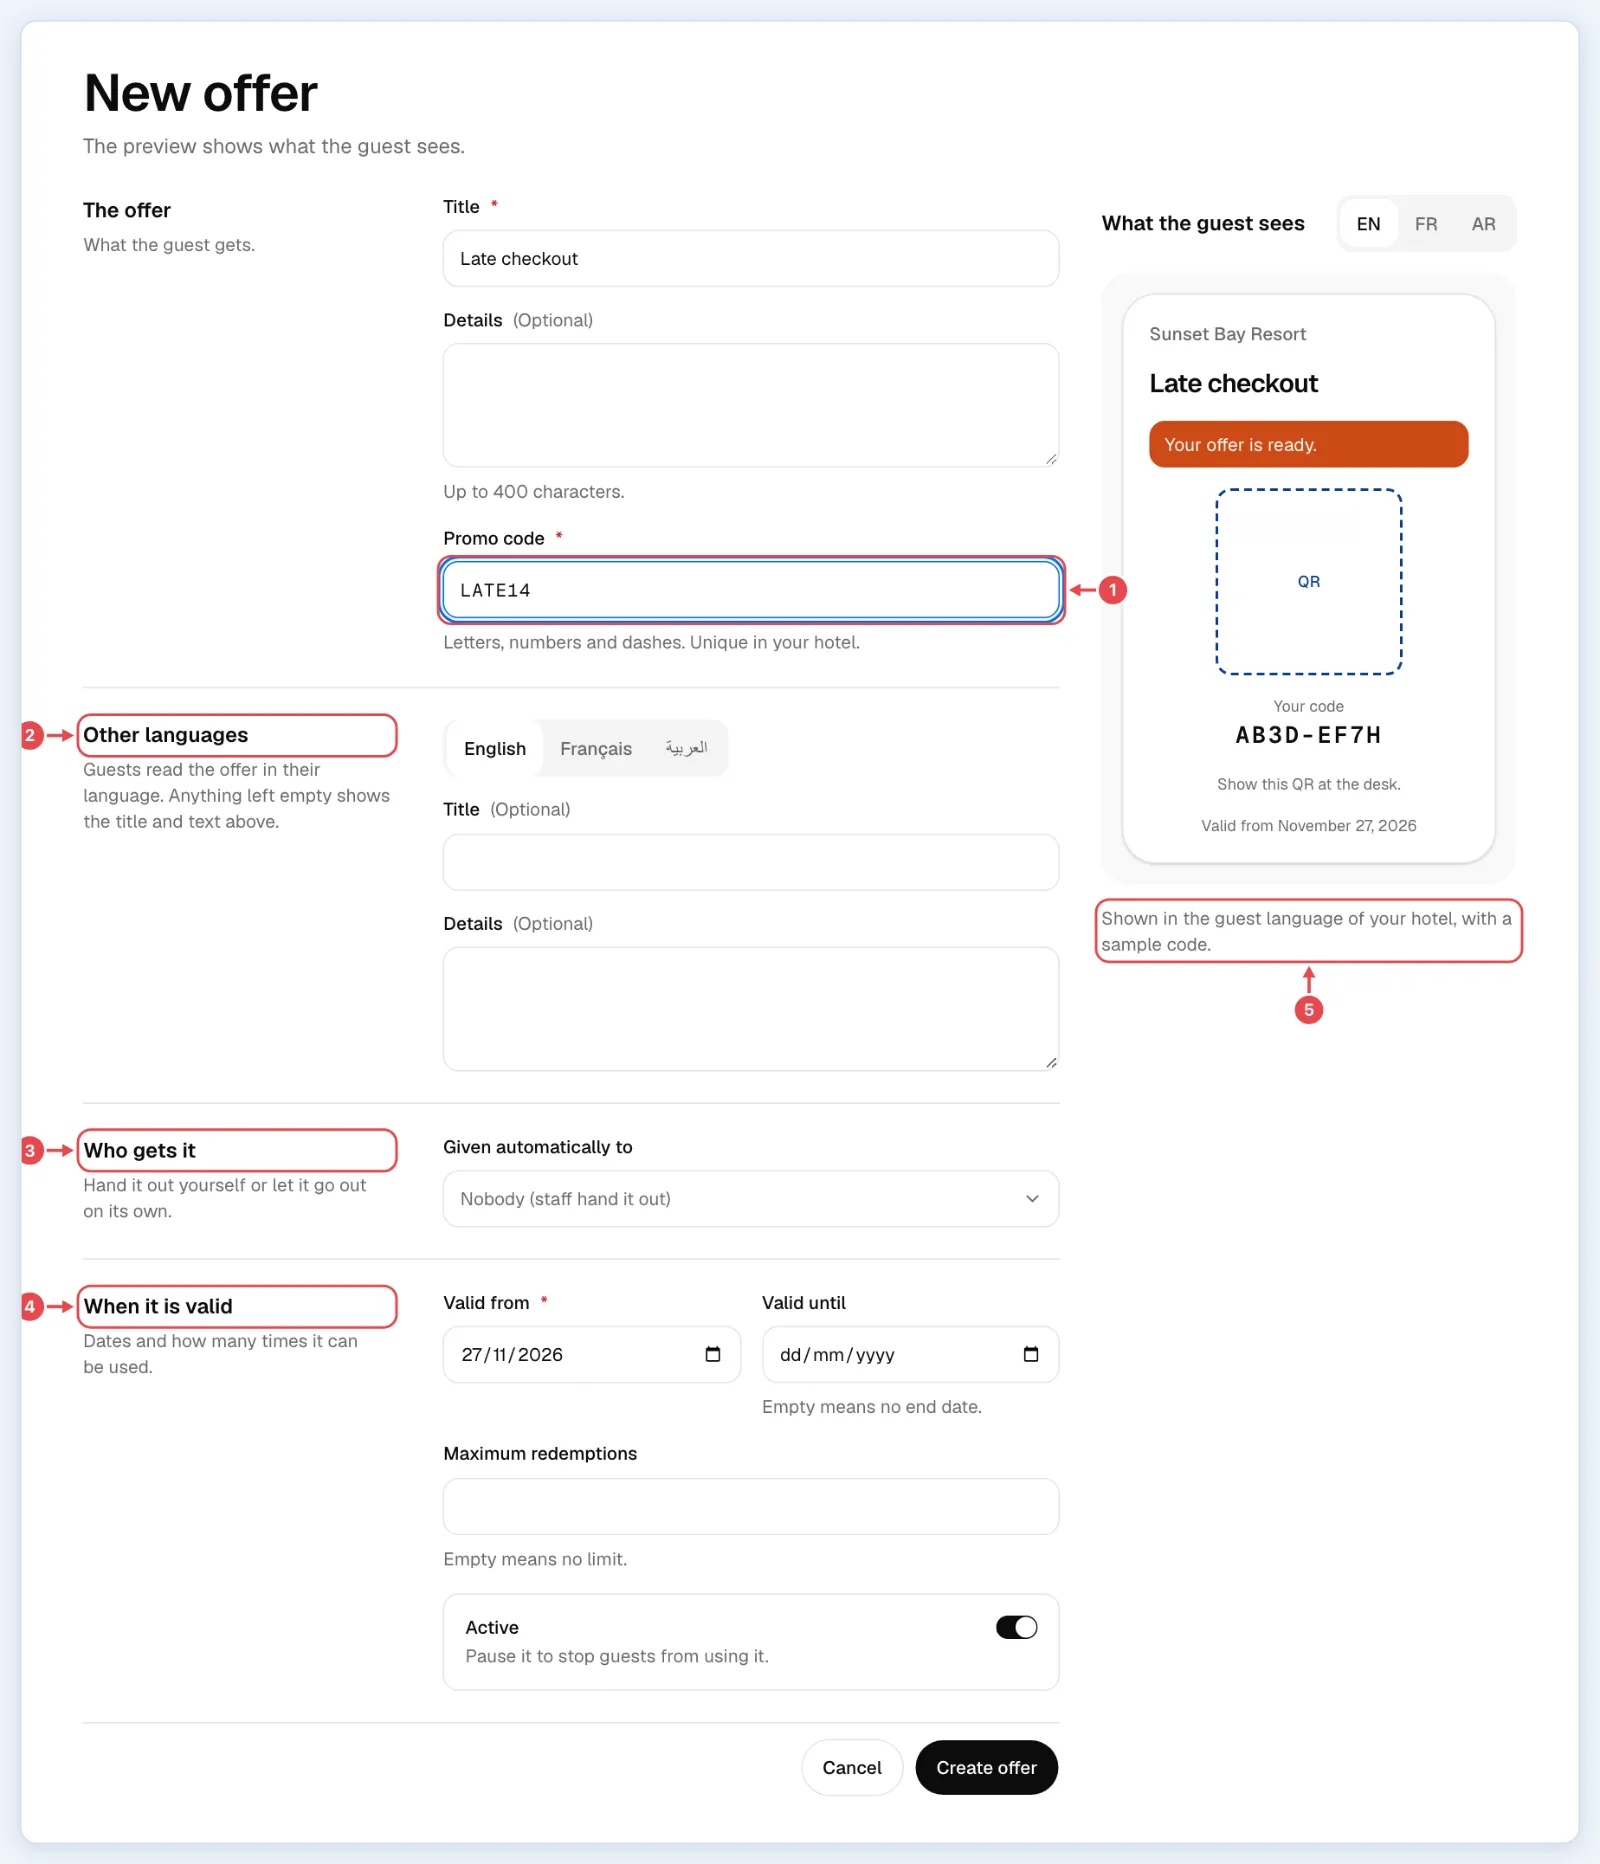 New offer
The preview shows what the guest sees.
The offer
What the guest gets.
Title *
Late checkout
Details (Optional)
Up to 400 characters.
Promo code *
LATE14
1
Letters, numbers and dashes. Unique in your hotel.
2
Other languages
Guests read the offer in their
language. Anything left empty shows
the title and text above.
English Français العربية
Title (Optional)
Details (Optional)
3
Who gets it
Hand it out yourself or let it go out
on its own.
Given automatically to
Nobody (staff hand it out)
4
When it is valid
Dates and how many times it can
be used.
Valid from *
27/11/2026
Valid until
dd/mm/yyyy
Empty means no end date.
Maximum redemptions
Empty means no limit.
Active
Pause it to stop guests from using it.
Cancel
Create offer
What the guest sees
EN FR AR
Sunset Bay Resort
Late checkout
Your offer is ready.
QR
Your code
AB3D-EF7H
Show this QR at the desk.
Valid from November 27, 2026
Shown in the guest language of your hotel, with a
sample code.
5